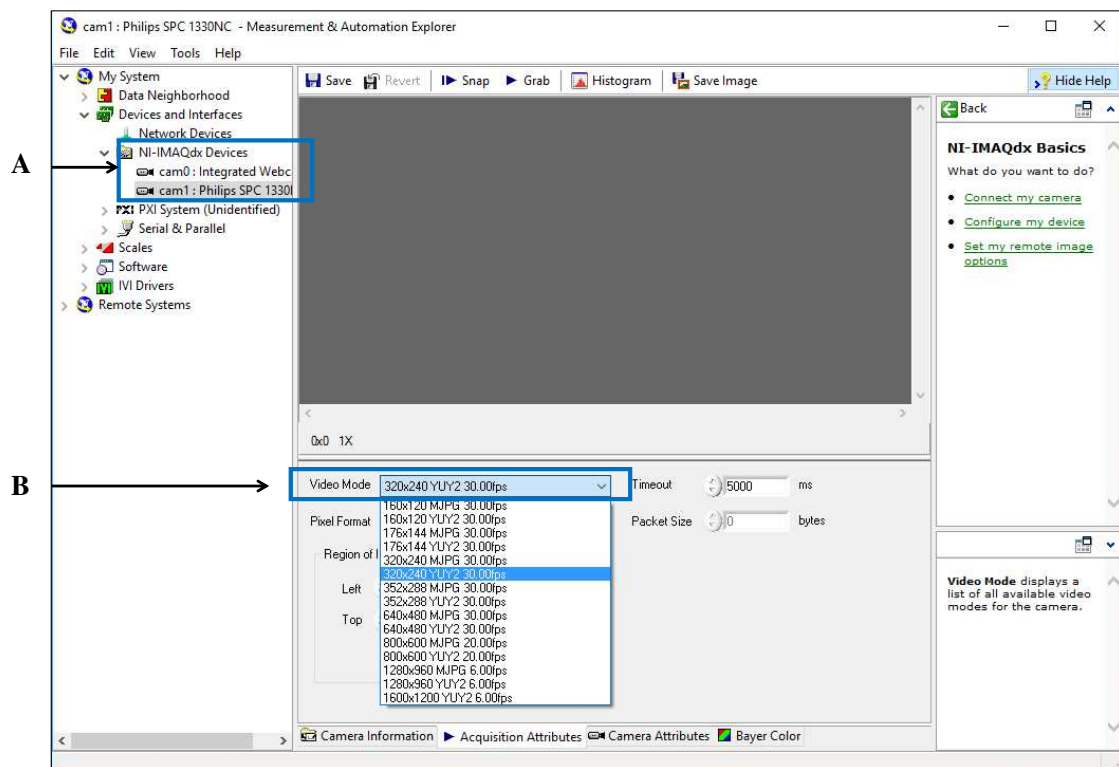 cam1 : Philips SPC 1330NC - Measurement & Automation Explorer
File Edit View Tools Help
My System
Data Neighborhood
Devices and Interfaces
Network Devices
NI-IMAQdx Devices
cam0 : Integrated Webc
cam1 : Philips SPC 1330
PXI PXI System (Unidentified)
Serial & Parallel
Scales
Software
IVI IVI Drivers
Remote Systems
A
B
Save Revert Snap Grab Histogram Save Image Hide Help
0x0 1X
Video Mode 320x240 YUY2 30.00fps Timeout 5000 ms
Pixel Format Packet Size 0 bytes
Region of
Left
Top
160x120 MJPG 30.00fps
160x120 YUY2 30.00fps
176x144 MJPG 30.00fps
176x144 YUY2 30.00fps
320x240 MJPG 30.00fps
320x240 YUY2 30.00fps
352x288 MJPG 30.00fps
352x288 YUY2 30.00fps
640x480 MJPG 30.00fps
640x480 YUY2 30.00fps
800x600 MJPG 20.00fps
800x600 YUY2 20.00fps
1280x960 MJPG 6.00fps
1280x960 YUY2 6.00fps
1600x1200 YUY2 6.00fps
Camera Information Acquisition Attributes Camera Attributes Bayer Color
Back
NI-IMAQdx Basics
What do you want to do?
Connect my camera
Configure my device
Set my remote image
options
Video Mode displays a
list of all available video
modes for the camera.